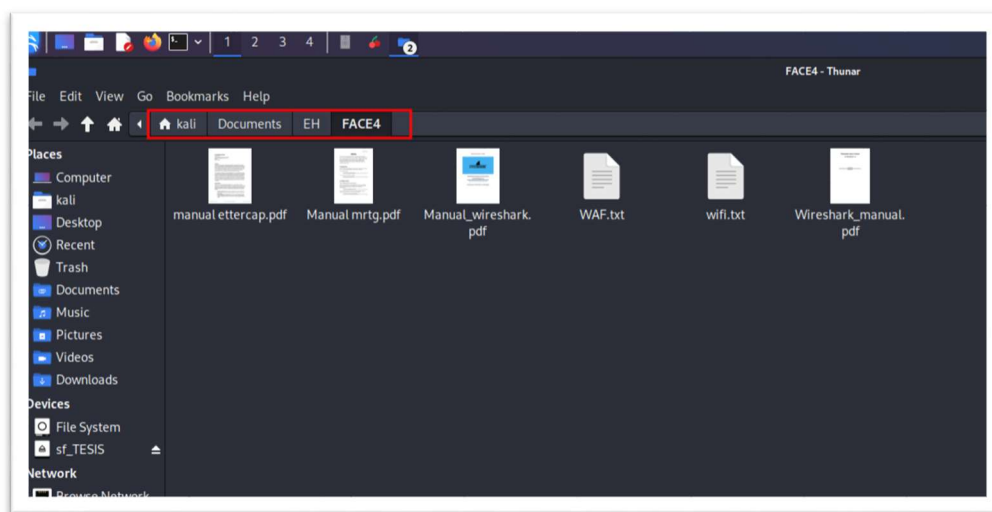 1 2 3 4 2
FACE4 - Thunar
File Edit View Go Bookmarks Help
kali Documents EH FACE4
Places
Computer
kali
Desktop
Recent
Trash
Documents
Music
Pictures
Videos
Downloads
Devices
File System
sf_TESIS
Network
Browse Network
manual ettercap.pdf Manual mrtg.pdf Manual_wireshark. WAF.txt wifi.txt Wireshark_manual.
pdf pdf